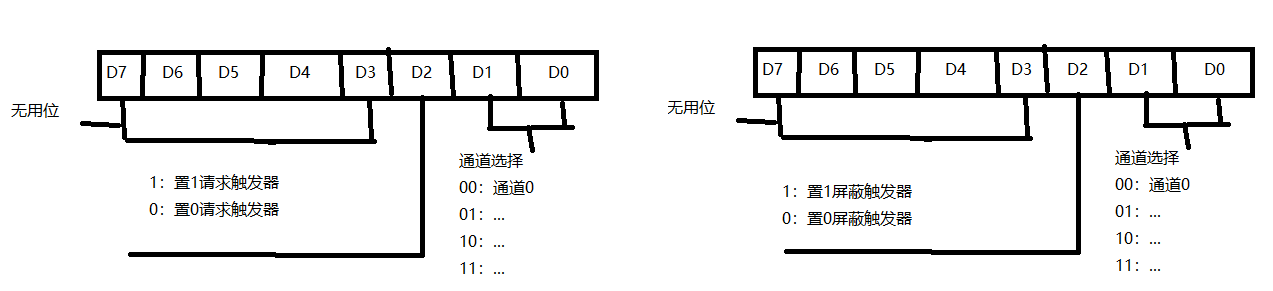 D7 D6 D5 D4 D3 D2 D1 D0
无用位
通道选择
1：置1请求触发器
00：通道0
0：置0请求触发器
01：...
10：...
11：...
D7 D6 D5 D4 D3 D2 D1 D0
无用位
通道选择
1：置1屏蔽触发器
00：通道0
0：置0屏蔽触发器
01：...
10：...
11：...